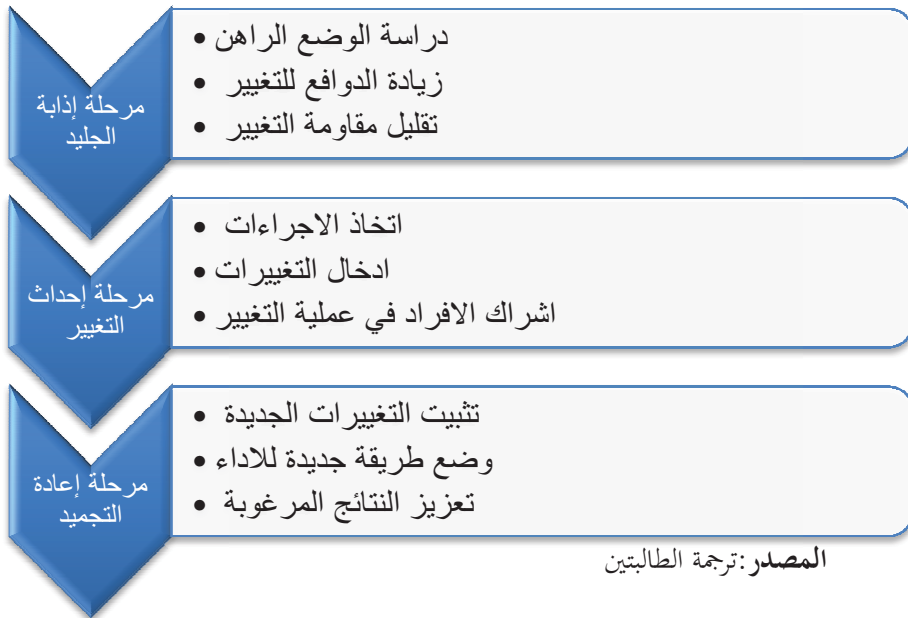 مرحلة إذابة
الجليد
• دراسة الوضع الراهن
• زيادة الدوافع للتغيير
• تقليل مقاومة التغيير
مرحلة إحداث
التغيير
• اتخاذ الاجراءات
• ادخال التغييرات
• اشراك الافراد في عملية التغيير
مرحلة إعادة
التجميد
• تثبيت التغييرات الجديدة
• وضع طريقة جديدة للاداء
• تعزيز النتائج المرغوبة
المصدر:ترجمة الطالبتين